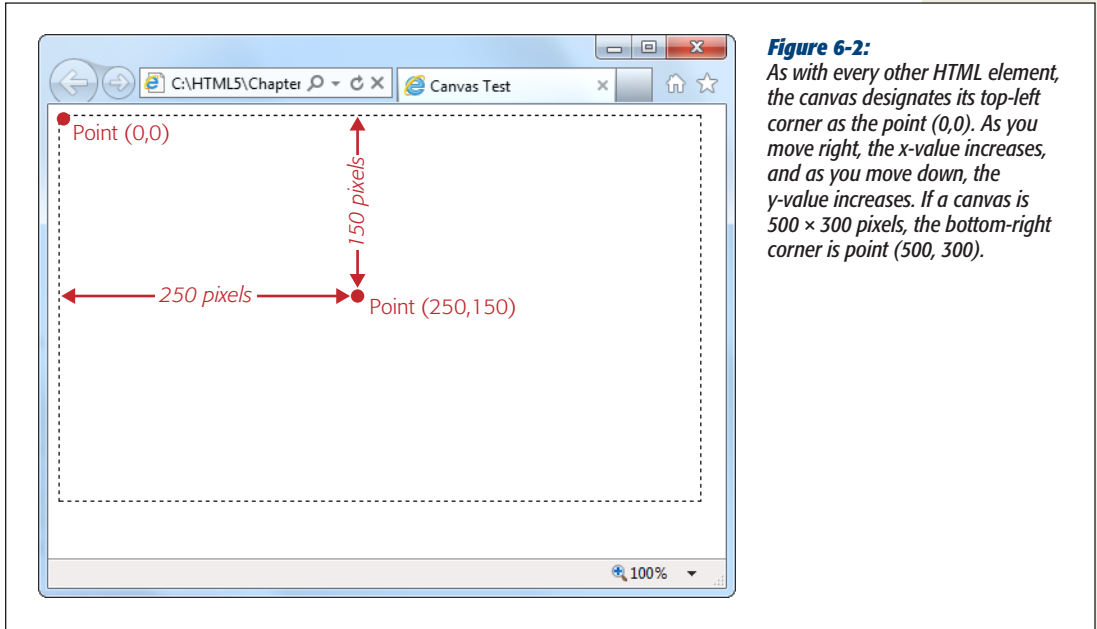 C:\HTML5\Chapter
Canvas Test
Point (0,0)
150 pixels
250 pixels
Point (250,150)
100%
Figure 6-2:
As with every other HTML element,
the canvas designates its top-left
corner as the point (0,0). As you
move right, the x-value increases,
and as you move down, the
y-value increases. If a canvas is
500 × 300 pixels, the bottom-right
corner is point (500, 300).